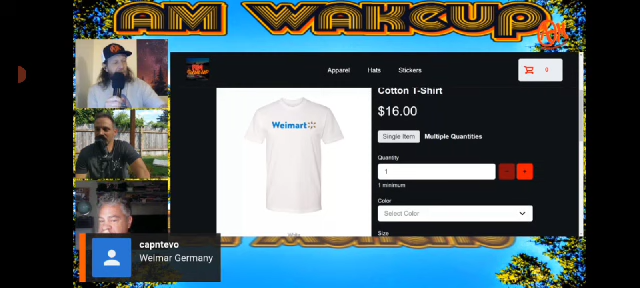 AM WAKEUP
Apparel
Hats
Stickers
0
Cotton T-Shirt
$16.00
Single Item
Multiple Quantities
Quantity
1
- +
1 minimum
Color
Select Color
Size
Weimart
capntevo
Weimar Germany